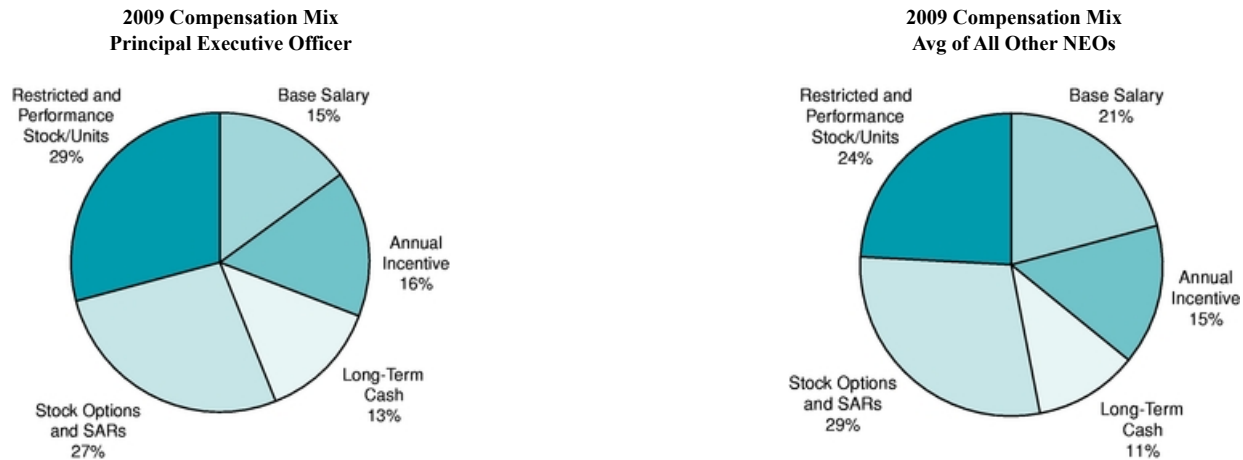 2009 Compensation Mix
Principal Executive Officer
Restricted and
Performance
Stock/Units
29%
Base Salary
15%
Annual
Incentive
16%
Long-Term
Cash
13%
Stock Options
and SARs
27%
2009 Compensation Mix
Avg of All Other NEOs
Restricted and
Performance
Stock/Units
24%
Base Salary
21%
Annual
Incentive
15%
Long-Term
Cash
11%
Stock Options
and SARs
29%